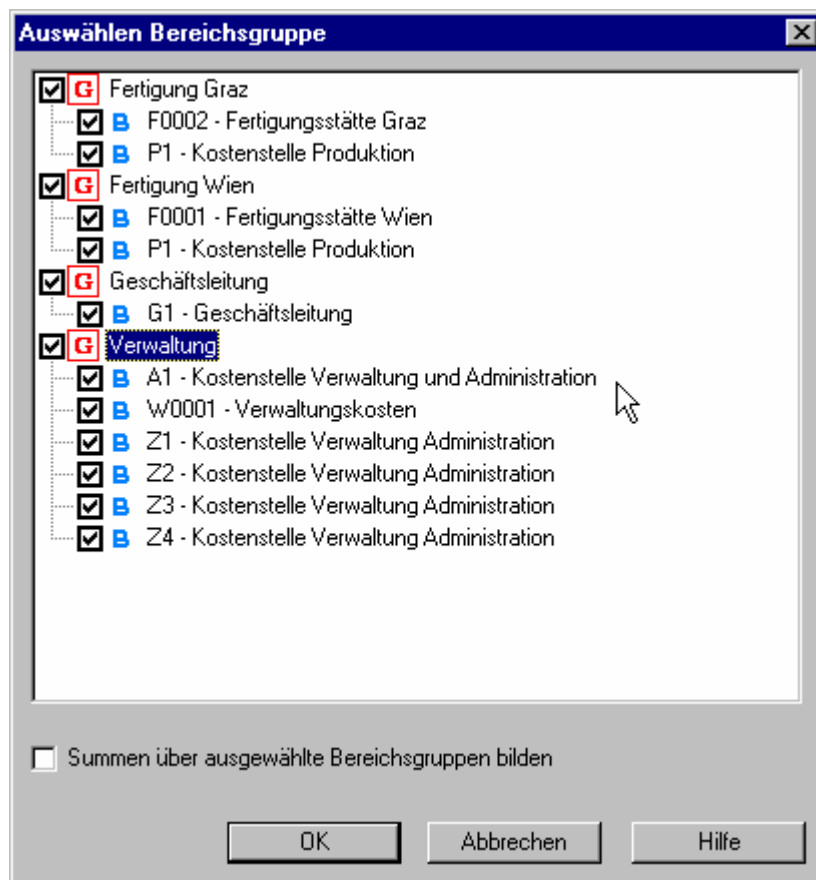 Auswählen Bereichsgruppe
G Fertigung Graz
B F0002 - Fertigungsstätte Graz
B P1 - Kostenstelle Produktion
G Fertigung Wien
B F0001 - Fertigungsstätte Wien
B P1 - Kostenstelle Produktion
G Geschäftsleitung
B G1 - Geschäftsleitung
G Verwaltung
B A1 - Kostenstelle Verwaltung und Administration
B W0001 - Verwaltungskosten
B Z1 - Kostenstelle Verwaltung Administration
B Z2 - Kostenstelle Verwaltung Administration
B Z3 - Kostenstelle Verwaltung Administration
B Z4 - Kostenstelle Verwaltung Administration
Summen über ausgewählte Bereichsgruppen bilden
OK Abbrechen Hilfe